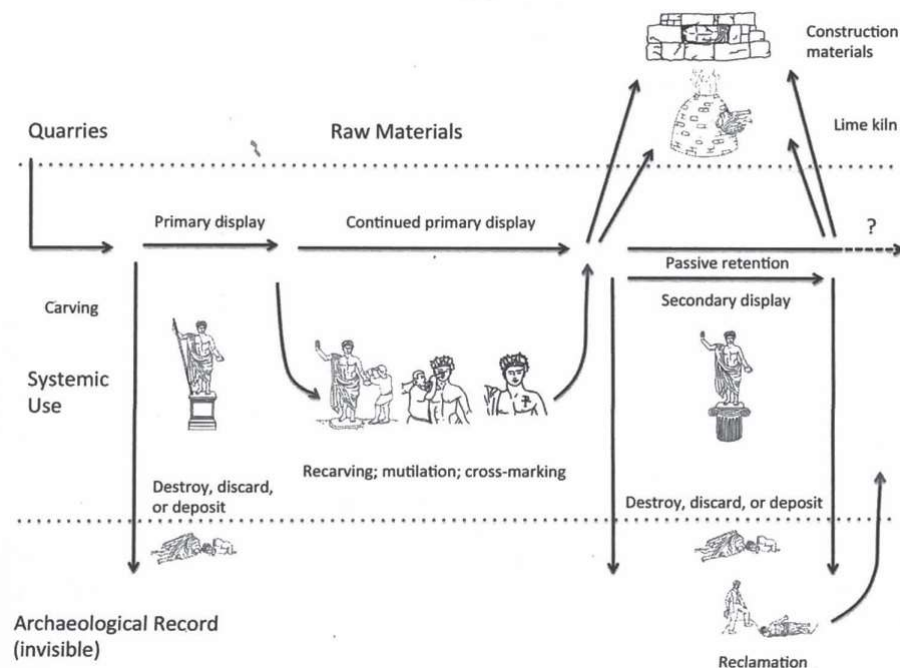 Construction
materials
Quarries
Raw Materials
Lime kiln
Primary display
Continued primary display
?
Passive retention
Carving
Secondary display
Systemic
Use
Recarving; mutilation; cross-marking
Destroy, discard,
or deposit
Destroy, discard, or deposit
Archaeological Record
(invisible)
Reclamation